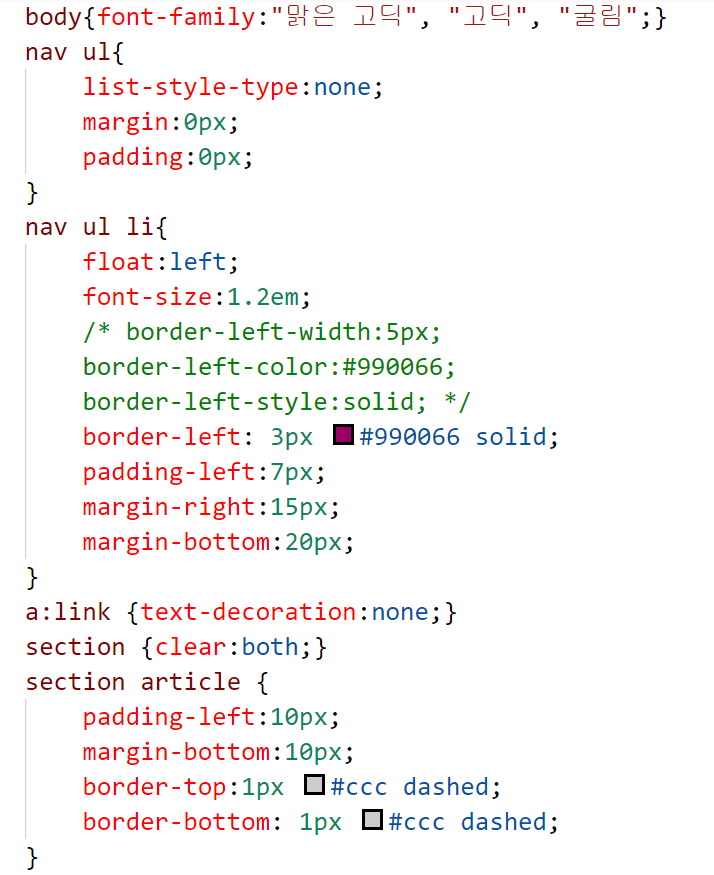 body{font-family:"맑은 고딕", "고딕", "굴림";}
nav ul{
    list-style-type:none;
    margin:0px;
    padding:0px;
}
nav ul li{
    float:left;
    font-size:1.2em;
    /* border-left-width:5px;
    border-left-color:#990066;
    border-left-style:solid; */
    border-left: 3px #990066 solid;
    padding-left:7px;
    margin-right:15px;
    margin-bottom:20px;
}
a:link {text-decoration:none;}
section {clear:both;}
section article {
    padding-left:10px;
    margin-bottom:10px;
    border-top:1px #ccc dashed;
    border-bottom: 1px #ccc dashed;
}